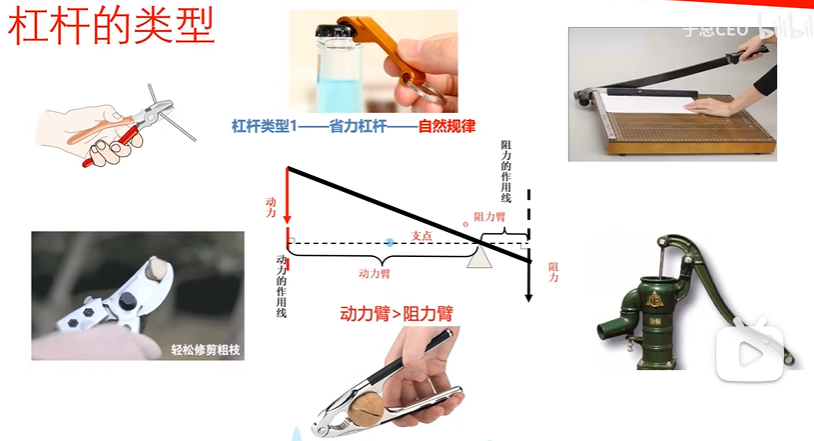 杠杆的类型
于总CEO bilibili
杠杆类型1——省力杠杆——自然规律
阻力的作用线
动力
阻力臂
o
支点
动力臂
动力的作用线
阻力
动力臂>阻力臂
轻松修剪粗枝